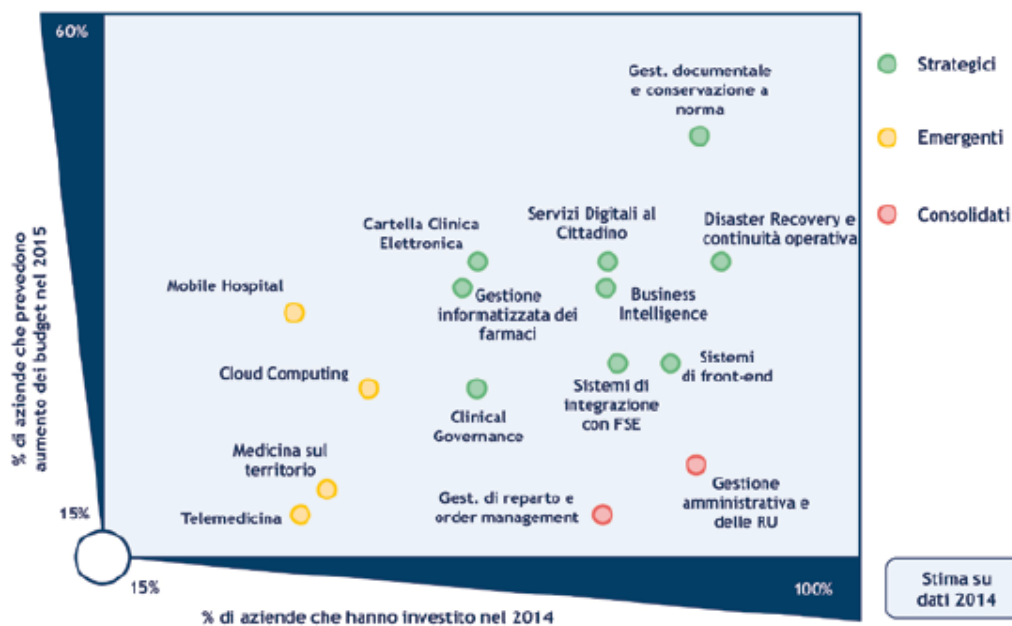 60%
Gest. documentale
e conservazione a
norma
Strategici
Emergenti
Consolidati
Cartella Clinica
Elettronica
Servizi Digitali al
Cittadino
Disaster Recovery e
continuità operativa
Mobile Hospital
Gestione
informatizzata dei
farmaci
Business
Intelligence
Cloud Computing
Sistemi
di front-end
Sistemi di
integrazione
con FSE
Clinical
Governance
Medicina sul
territorio
Telemedicina
Gest. di reparto e
order management
Gestione
amministrativa e
delle RU
% di aziende che prevedono
aumento dei budget nel 2015
15%
15%
100%
% di aziende che hanno investito nel 2014
Stima su
dati 2014